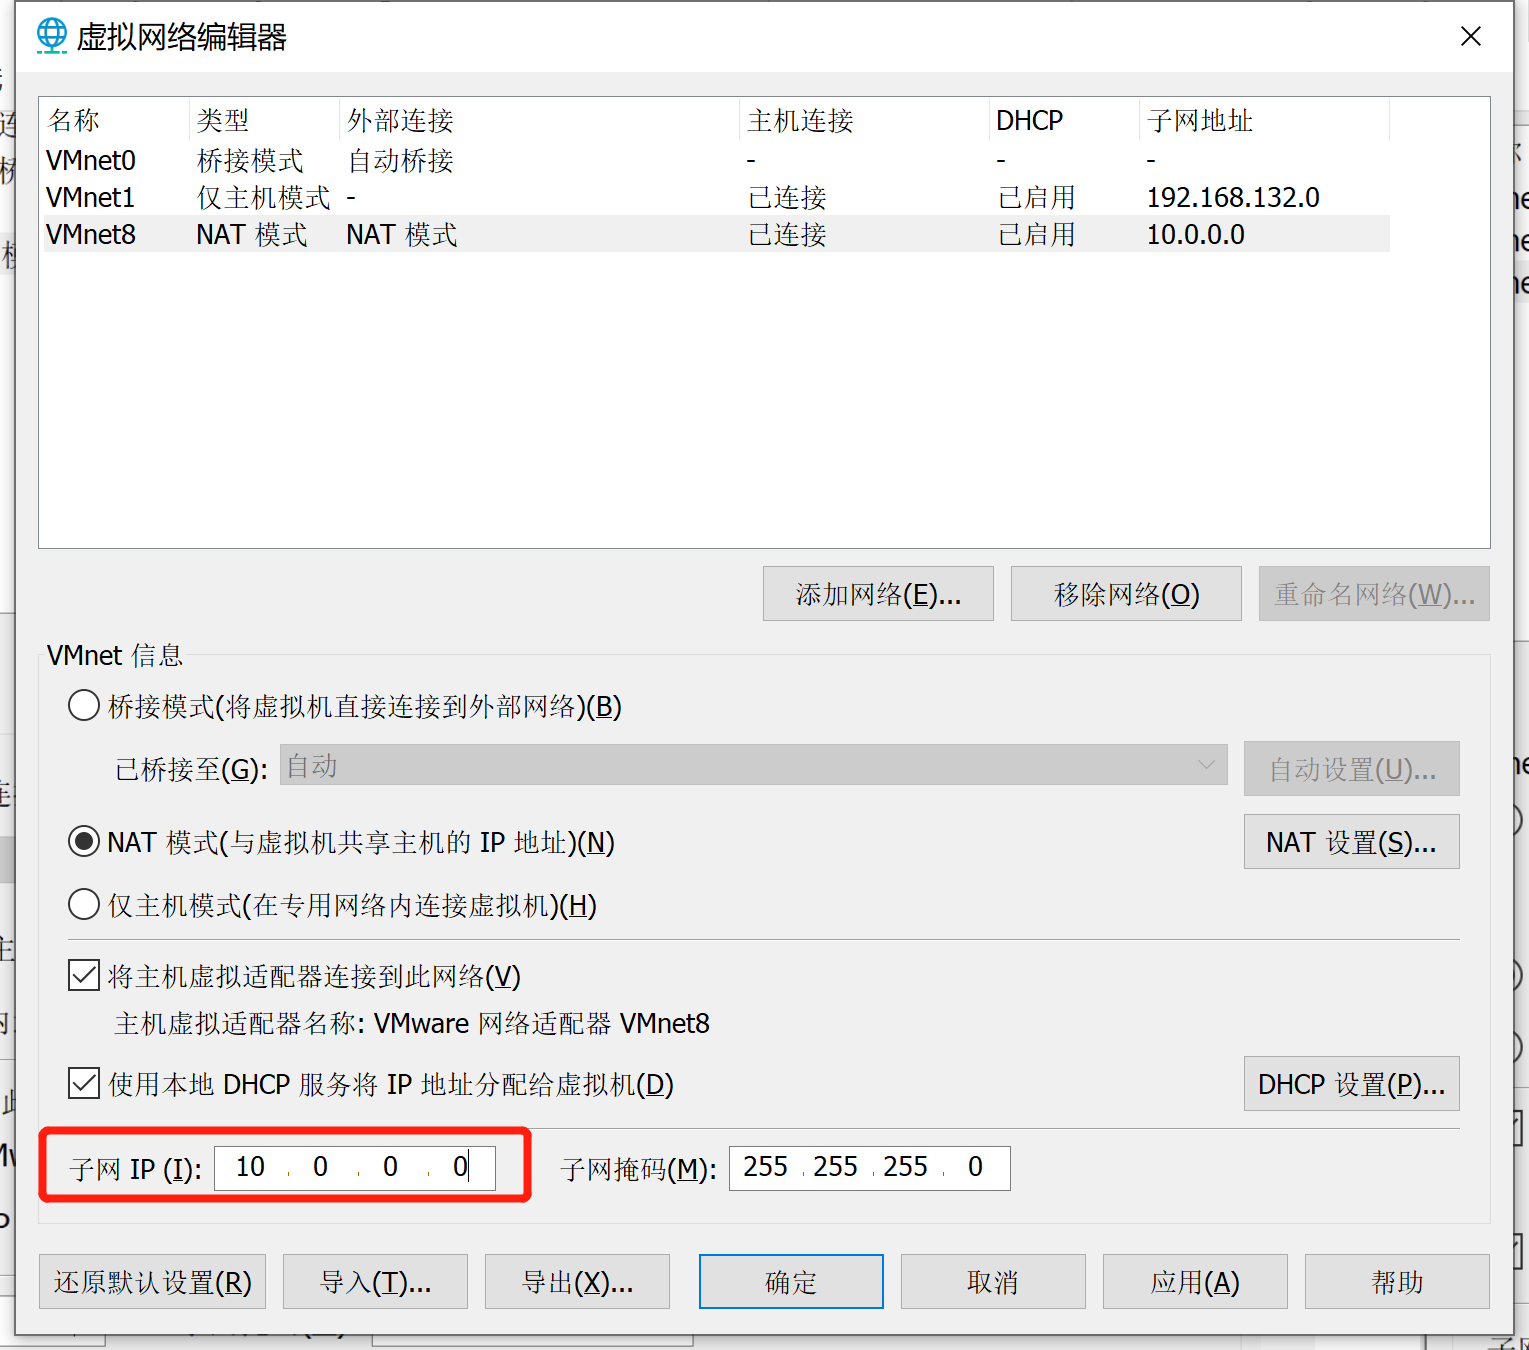 虚拟网络编辑器
名称 类型 外部连接 主机连接 DHCP 子网地址
VMnet0 桥接模式 自动桥接 - - -
VMnet1 仅主机模式 - 已连接 已启用 192.168.132.0
VMnet8 NAT 模式 NAT 模式 已连接 已启用 10.0.0.0
添加网络(E)... 移除网络(O) 重命名网络(W)...
VMnet 信息
桥接模式(将虚拟机直接连接到外部网络)(B)
已桥接至(G): 自动 自动设置(U)...
NAT 模式(与虚拟机共享主机的 IP 地址)(N) NAT 设置(S)...
仅主机模式(在专用网络内连接虚拟机)(H)
将主机虚拟适配器连接到此网络(V)
主机虚拟适配器名称: VMware 网络适配器 VMnet8
使用本地 DHCP 服务将 IP 地址分配给虚拟机(D) DHCP 设置(P)...
子网 IP (I): 10 . 0 . 0 . 0 子网掩码(M): 255 . 255 . 255 . 0
还原默认设置(R) 导入(T)... 导出(X)... 确定 取消 应用(A) 帮助